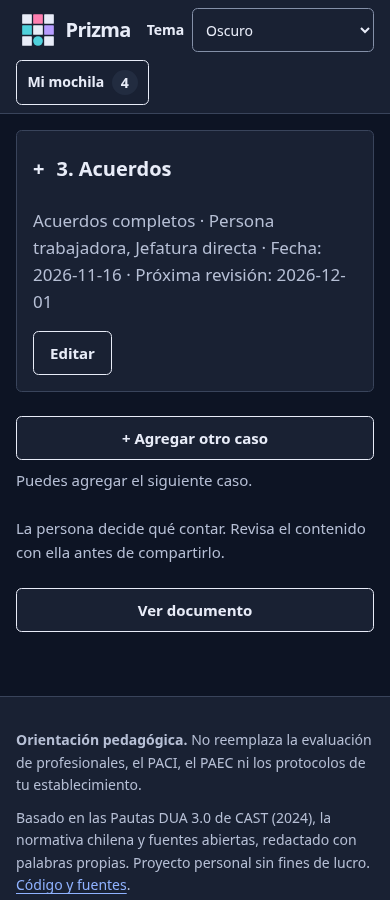 Prizma Tema Oscuro
Mi mochila 4
+ 3. Acuerdos
Acuerdos completos · Persona
trabajadora, Jefatura directa · Fecha:
2026-11-16 · Próxima revisión: 2026-12-
01
Editar
+ Agregar otro caso
Puedes agregar el siguiente caso.
La persona decide qué contar. Revisa el contenido
con ella antes de compartirlo.
Ver documento
Orientación pedagógica. No reemplaza la evaluación
de profesionales, el PACI, el PAEC ni los protocolos de
tu establecimiento.
Basado en las Pautas DUA 3.0 de CAST (2024), la
normativa chilena y fuentes abiertas, redactado con
palabras propias. Proyecto personal sin fines de lucro.
Código y fuentes.